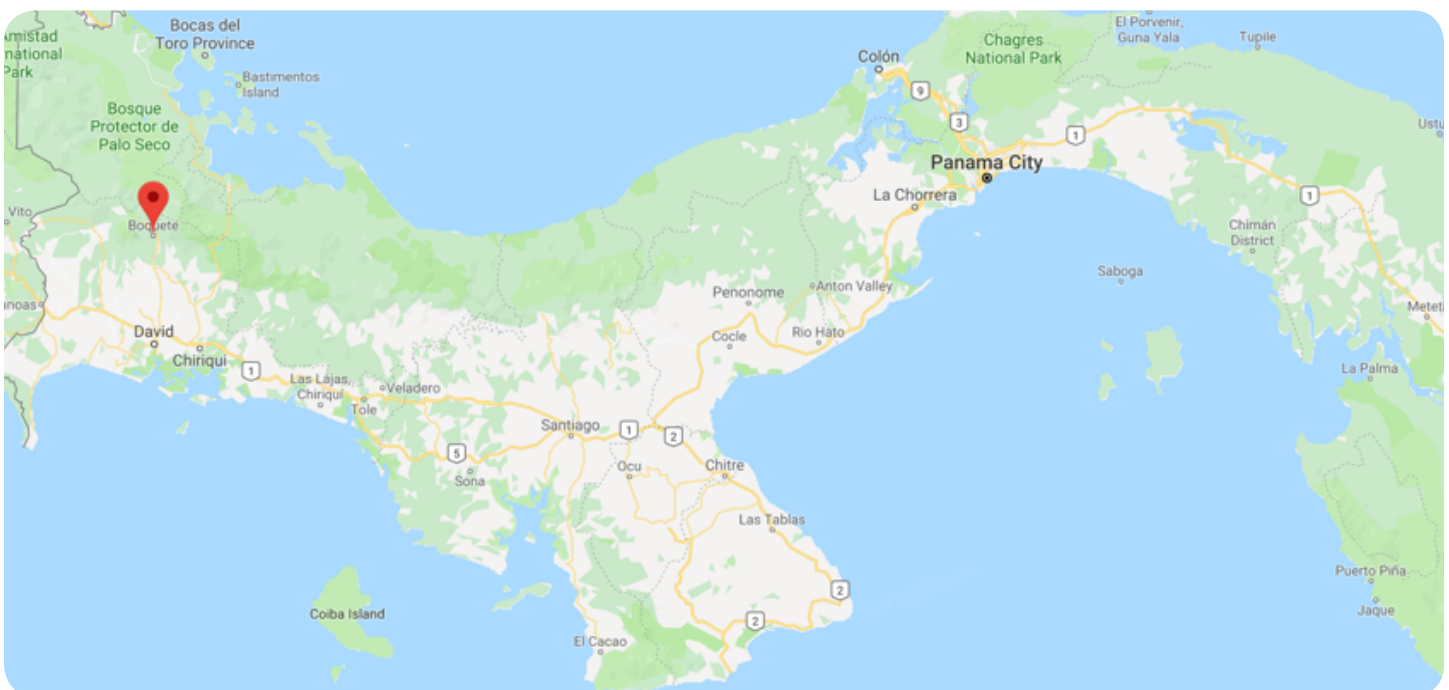 Amistad
national
Park
Bocas del
Toro Province
Bastimentos
Island
Bosque
Protector de
Palo Seco
Colón
Chagres
National Park
El Porvenir,
Guna Yala
Tupile
Ustu
9
3
1
Panama City
La Chorrera
1
Vito
Boquete
Chimán
District
Saboga
Anton Valley
Penonome
Rio Hato
Cocle
anoas
David
Chiriqui
1
Las Lajas,
Chiriquí
Tole
Veladero
Metetí
La Palma
Santiago
1
2
5
Sona
Ocu
Chitre
Las Tablas
2
2
Coiba Island
El Cacao
Puerto Piña
Jaque